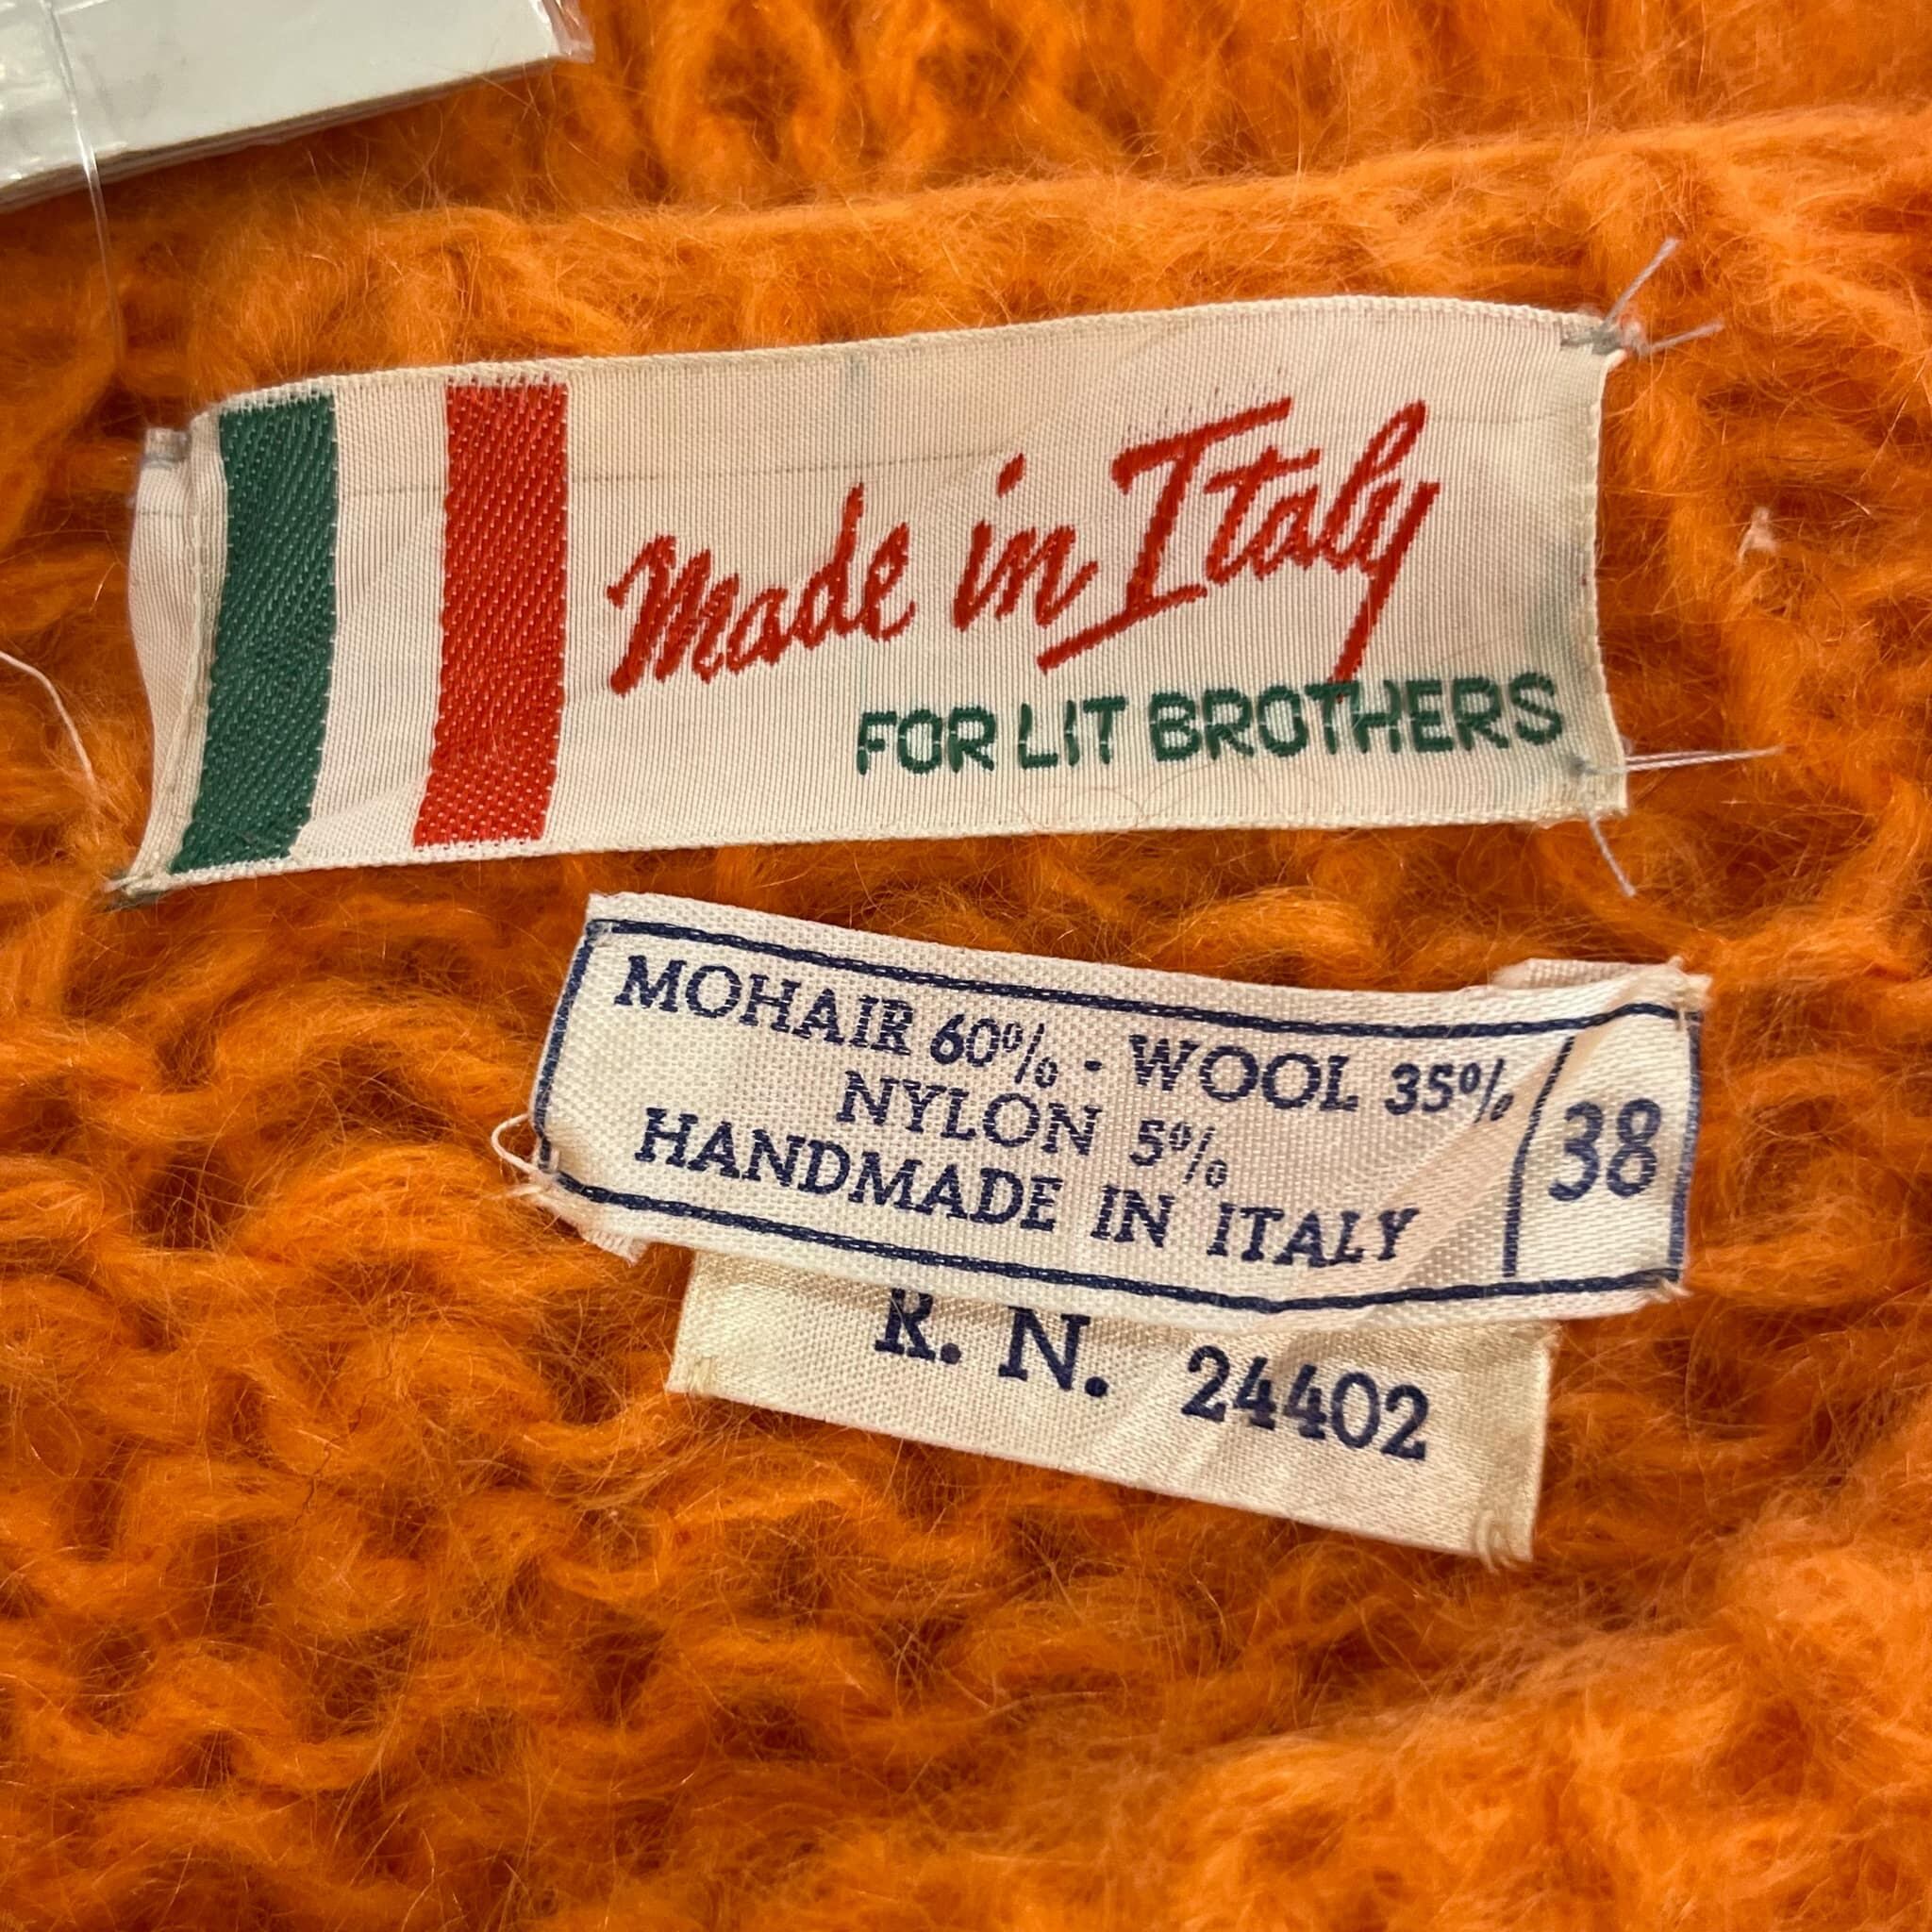 Made in Italy
FOR LIT BROTHERS
MOHAIR 60% - WOOL 35%
NYLON 5%
HANDMADE IN ITALY
38
R. N. 24402